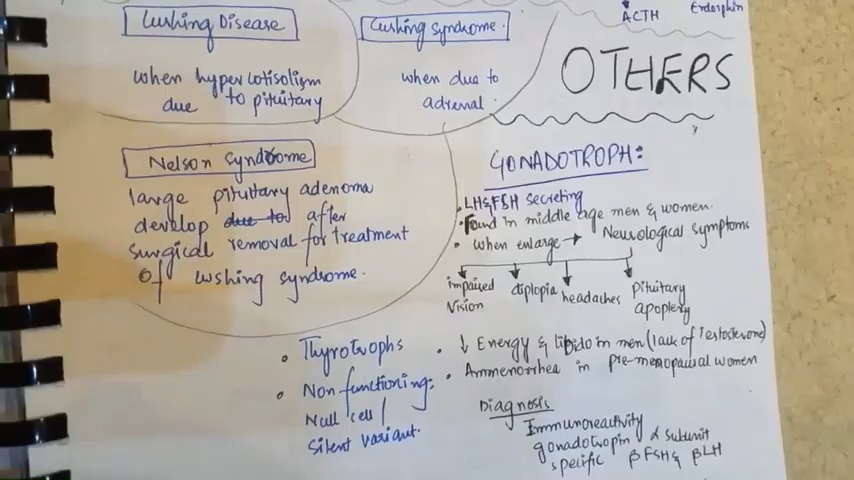 Cushing Disease
when hypercotisolism
due to pituitary
Cushing syndrome.
when due to
adrenal.
ACTH
Endorphin
OTHERS
Nelson syndrome
large pituitary adenoma
develop due to after
surgical removal for treatment
of cushing syndrome.
GONADOTROPH:
• LH&FSH secreting
• Found in middle age men & women.
• When enlarge → Neurological symptoms
impaired
vision
diplopia
headaches
pituitary
apoplexy
• ↓ Energy & libido in men (lack of Testosterone)
• Ammenorrhea in pre-menopausal women
Diagnosis
Immunoreactivity
gonadotropin α subunit
specific βFSH & βLH
• Thyrotrophs
• Non functioning:
Null cell /
Silent variant.